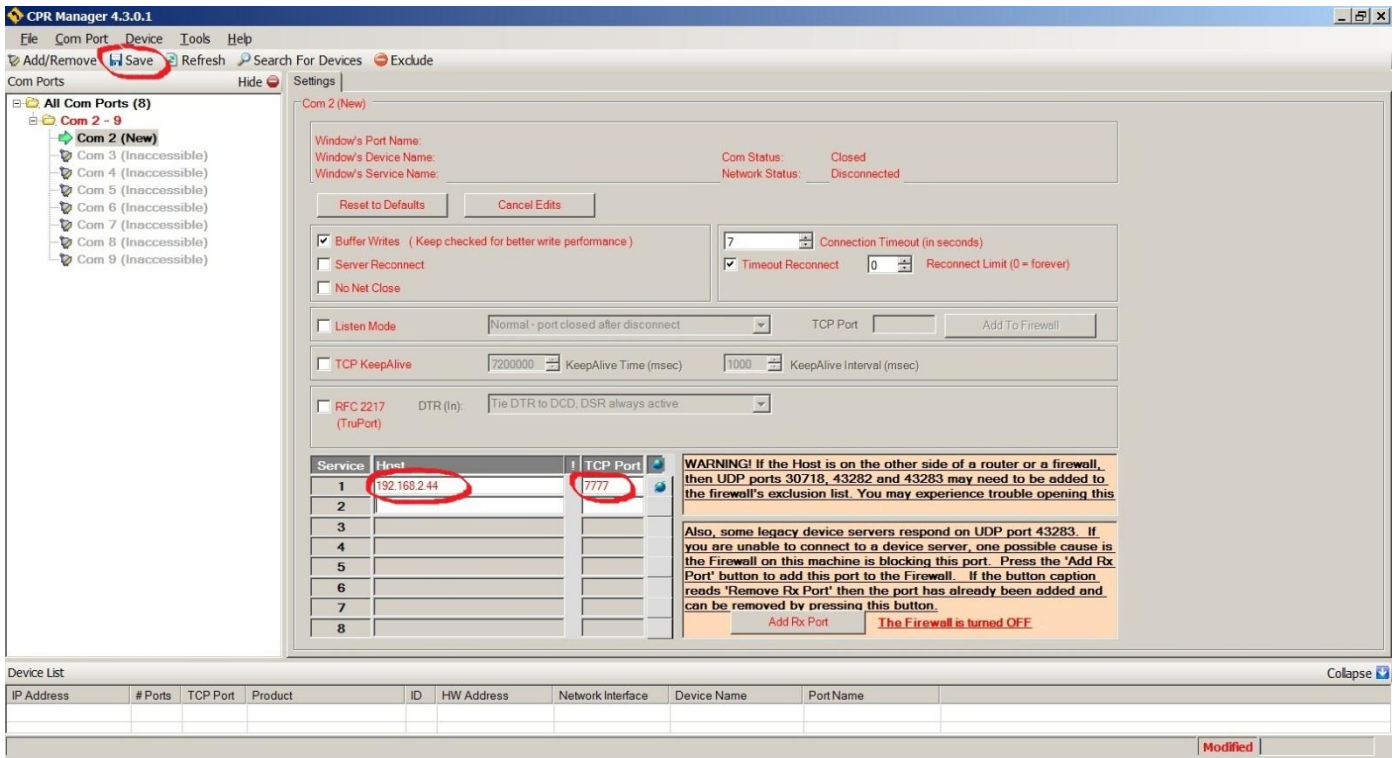 CPR Manager 4.3.0.1
File Com Port Device Tools Help
Add/Remove Save Refresh Search For Devices Exclude
Com Ports Hide Settings
All Com Ports (8)
Com 2 - 9
Com 2 (New)
Com 3 (Inaccessible)
Com 4 (Inaccessible)
Com 5 (Inaccessible)
Com 6 (Inaccessible)
Com 7 (Inaccessible)
Com 8 (Inaccessible)
Com 9 (Inaccessible)
Com 2 (New)
Window's Port Name:
Window's Device Name: Com Status: Closed
Window's Service Name: Network Status: Disconnected
Reset to Defaults Cancel Edits
Buffer Writes ( Keep checked for better write performance )
Server Reconnect
No Net Close
7 Connection Timeout (in seconds)
Timeout Reconnect 0 Reconnect Limit (0 = forever)
Listen Mode Normal - port closed after disconnect TCP Port Add To Firewall
TCP KeepAlive 7200000 KeepAlive Time (msec) 1000 KeepAlive Interval (msec)
RFC 2217 DTR (In): Tie DTR to DCD, DSR always active
(TruPort)
Service Host ! TCP Port
1 192.168.2.44 7777
2
3
4
5
6
7
8
WARNING! If the Host is on the other side of a router or a firewall,
then UDP ports 30718, 43282 and 43283 may need to be added to
the firewall's exclusion list. You may experience trouble opening this
Also, some legacy device servers respond on UDP port 43283. If
you are unable to connect to a device server, one possible cause is
the Firewall on this machine is blocking this port. Press the 'Add Rx
Port' button to add this port to the Firewall. If the button caption
reads 'Remove Rx Port' then the port has already been added and
can be removed by pressing this button.
Add Rx Port The Firewall is turned OFF
Device List Collapse
IP Address # Ports TCP Port Product ID HW Address Network Interface Device Name Port Name
Modified